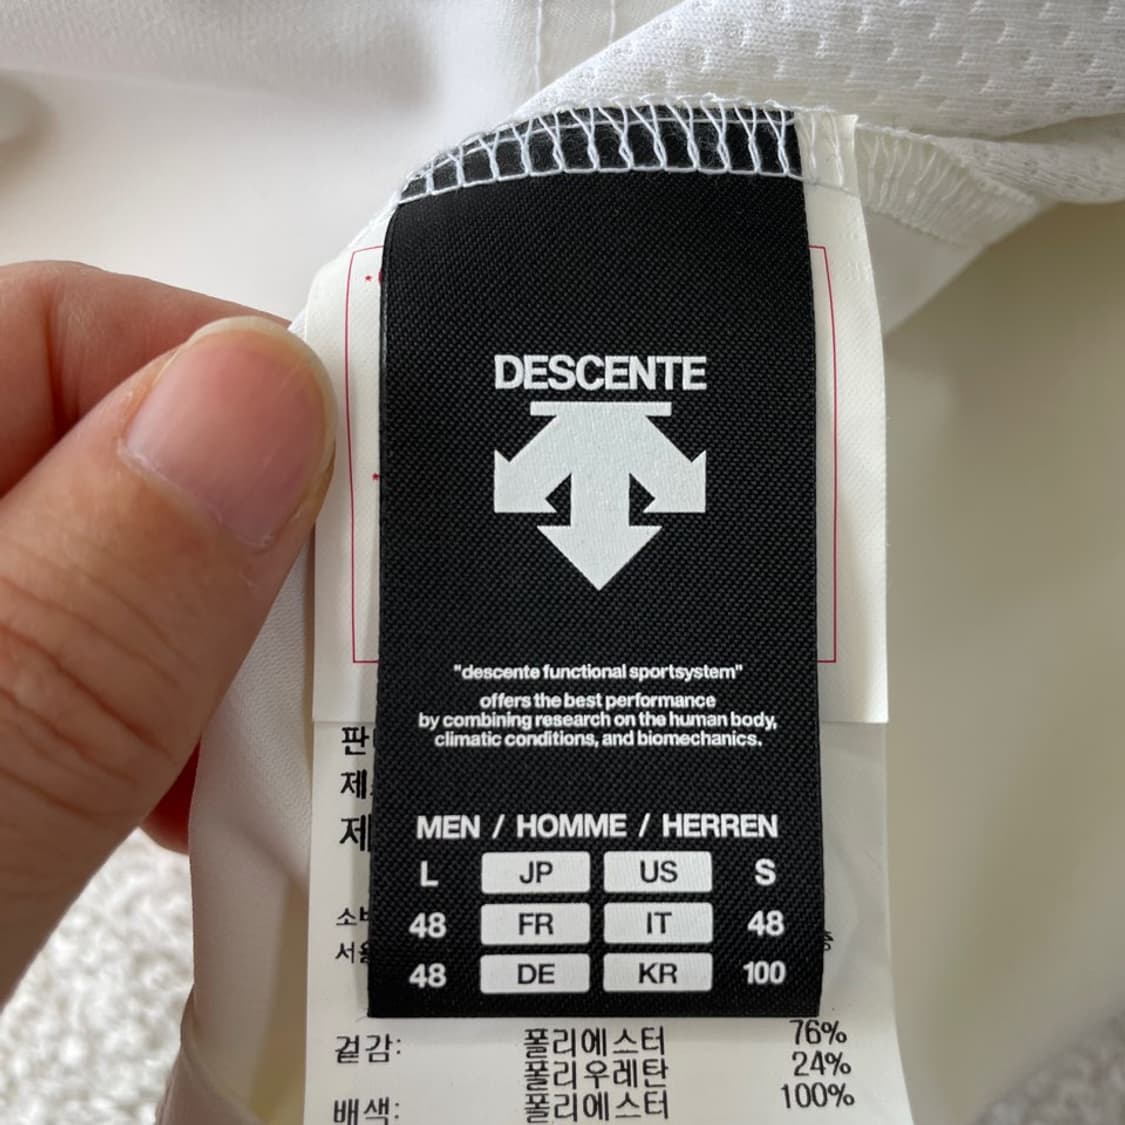 DESCENTE
"descente functional sportsystem"
offers the best performance
by combining research on the human body,
climatic conditions, and biomechanics.
MEN / HOMME / HERREN
L JP US S
48 FR IT 48
48 DE KR 100
겉감: 폴리에스터 76%
폴리우레탄 24%
배색: 폴리에스터 100%